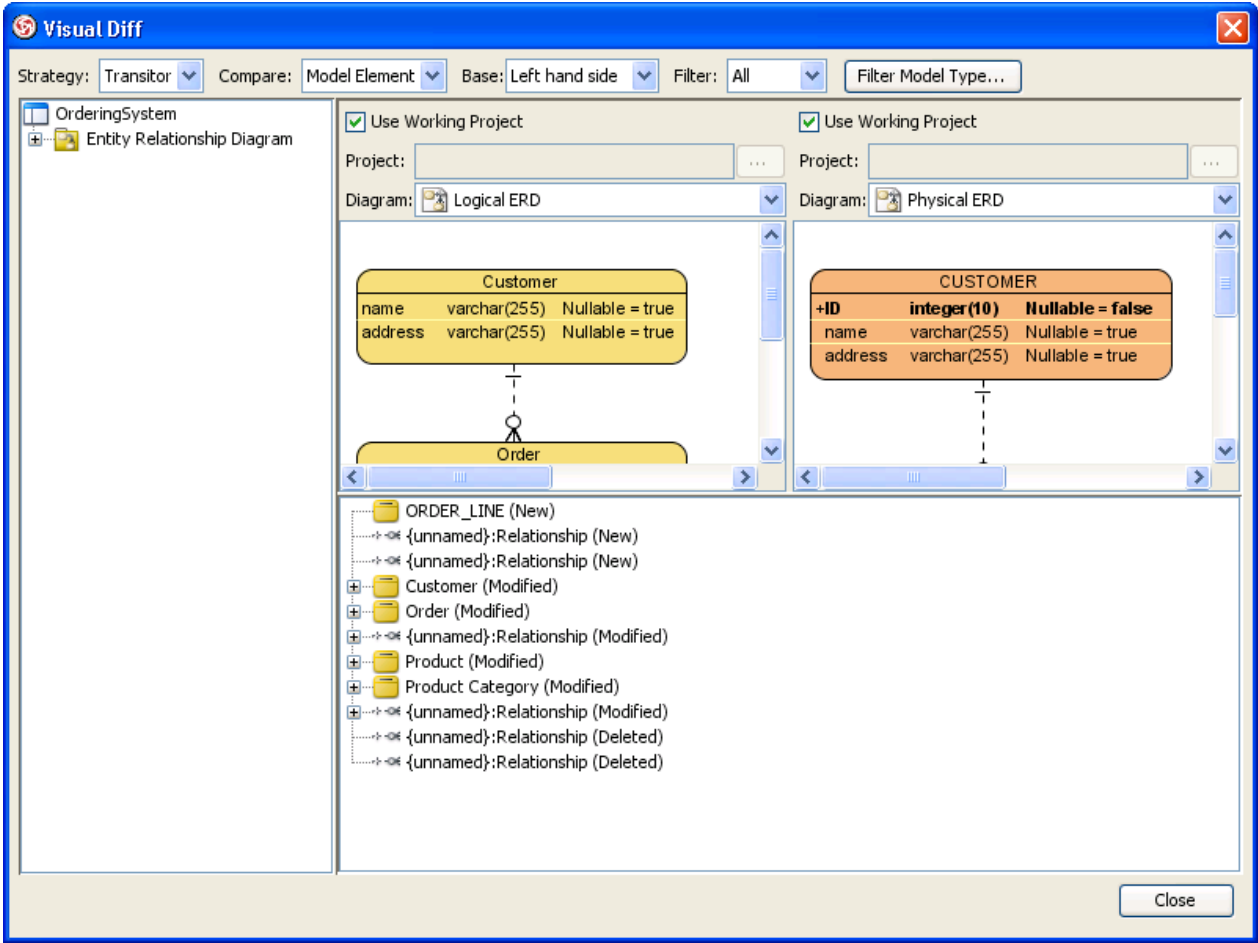 Visual Diff
Strategy: Transitor Compare: Model Element Base: Left hand side Filter: All Filter Model Type...
OrderingSystem
Entity Relationship Diagram
Use Working Project
Project: ...
Diagram: Logical ERD
Customer
name varchar(255) Nullable = true
address varchar(255) Nullable = true
Order
Use Working Project
Project: ...
Diagram: Physical ERD
CUSTOMER
+ID integer(10) Nullable = false
name varchar(255) Nullable = true
address varchar(255) Nullable = true
ORDER_LINE (New)
{unnamed}:Relationship (New)
{unnamed}:Relationship (New)
Customer (Modified)
Order (Modified)
{unnamed}:Relationship (Modified)
Product (Modified)
Product Category (Modified)
{unnamed}:Relationship (Modified)
{unnamed}:Relationship (Deleted)
{unnamed}:Relationship (Deleted)
Close